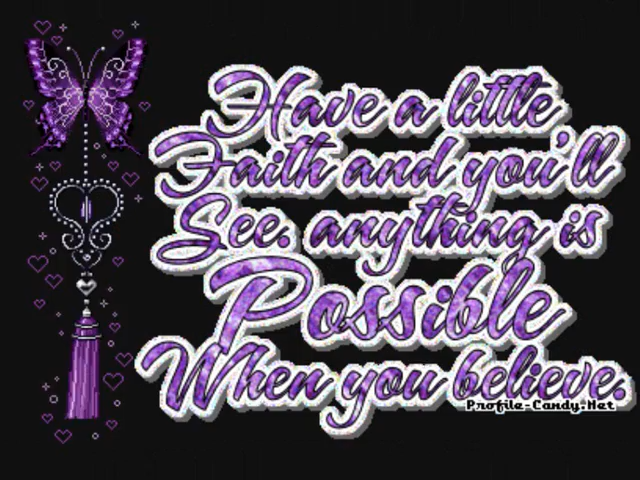 Have a little
Faith and you'll
See. anything is
Possible
When you believe.
Profile-Candy.Net